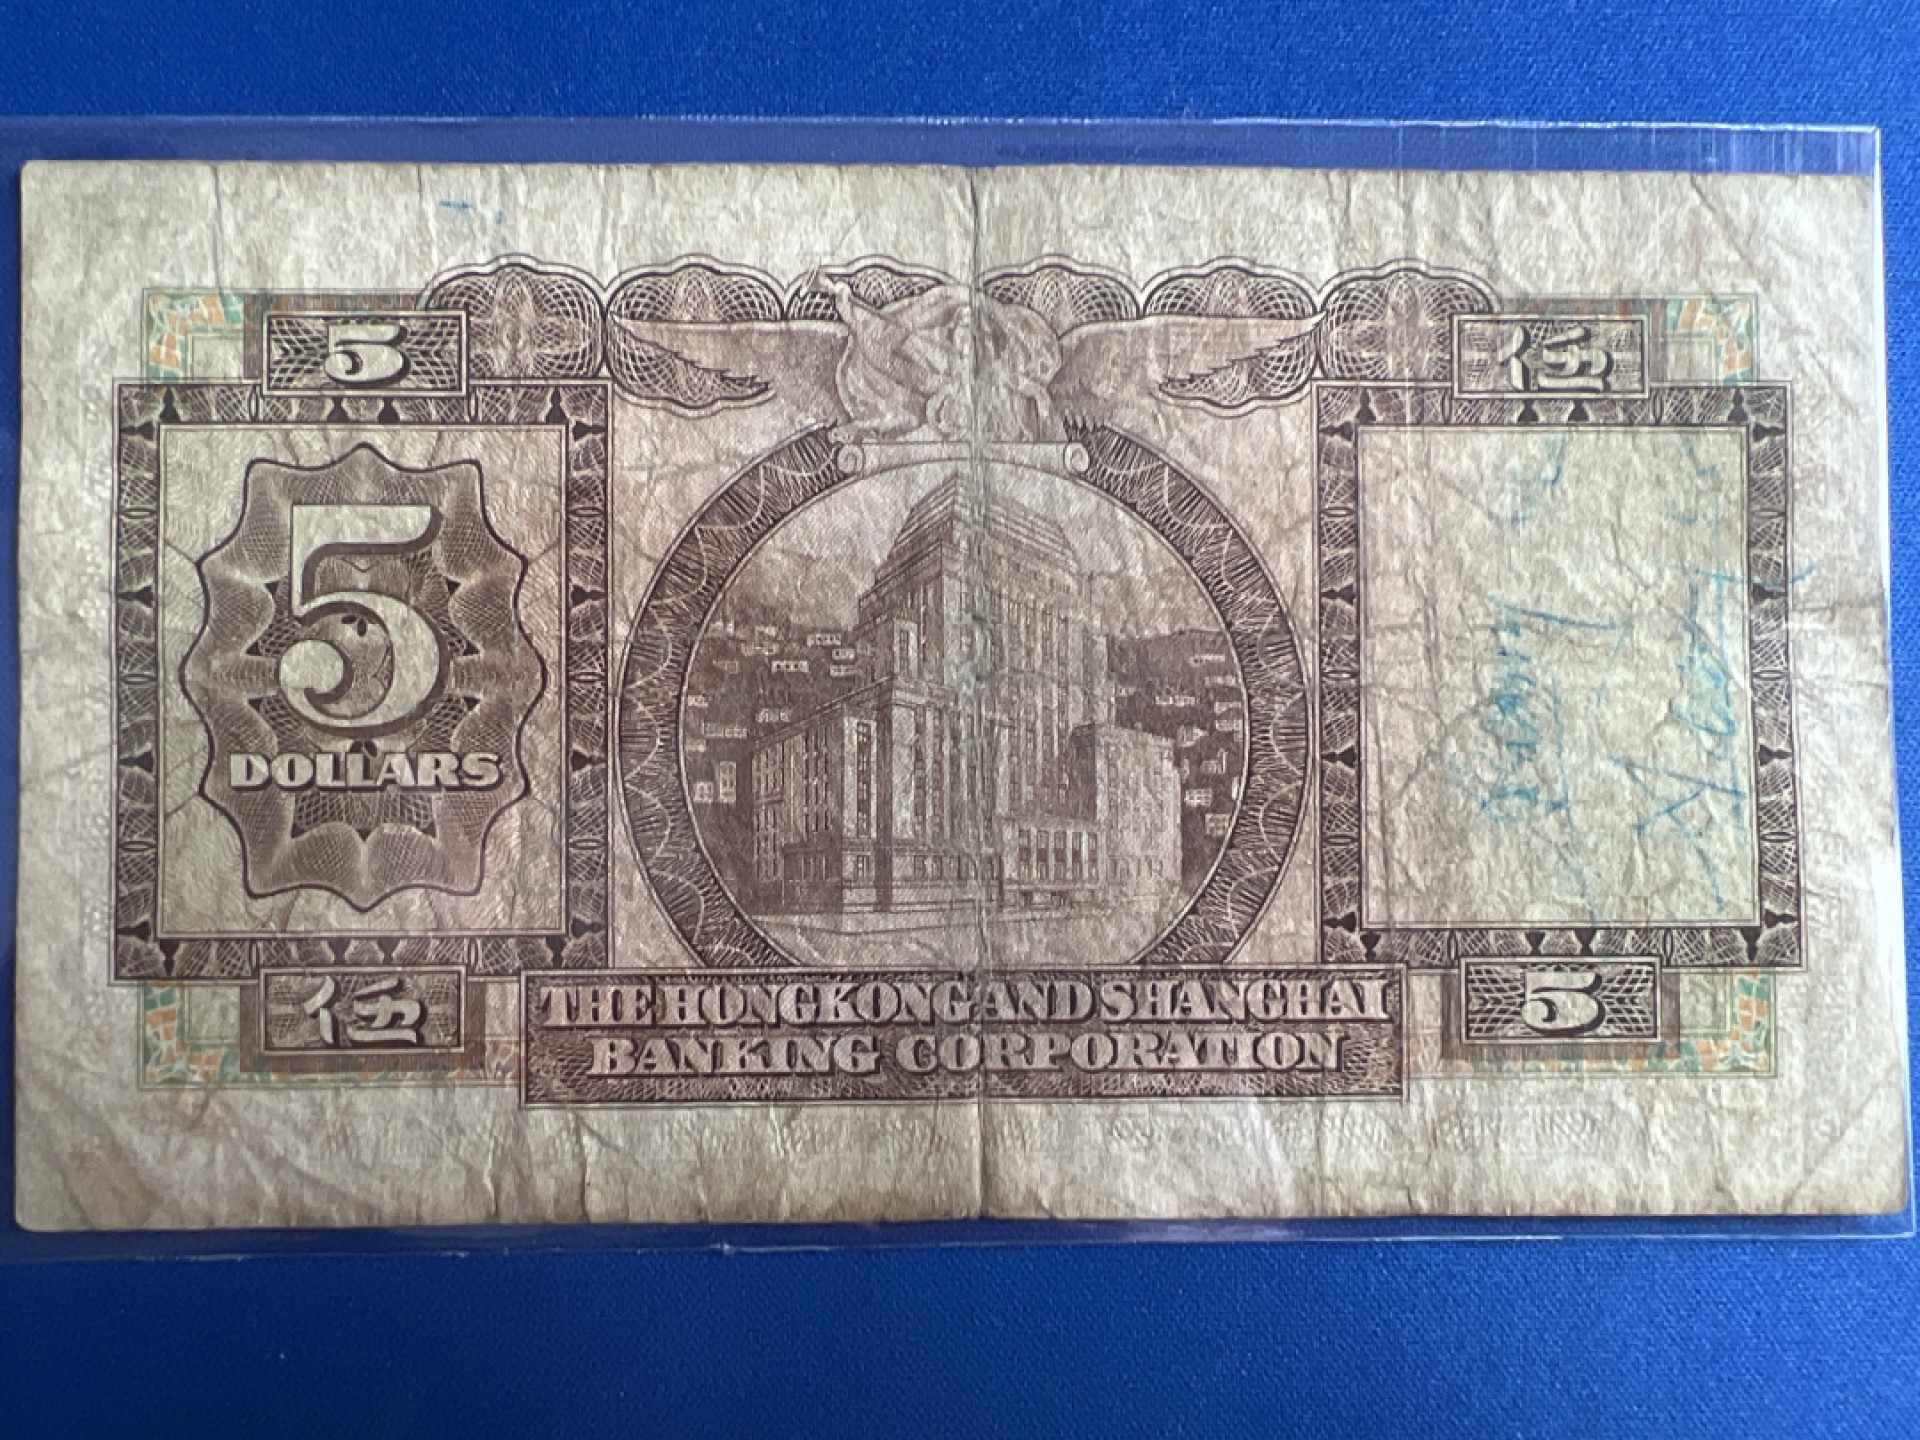 5
伍
5
DOLLARS
伍
THE HONGKONG AND SHANGHAI
BANKING CORPORATION
5